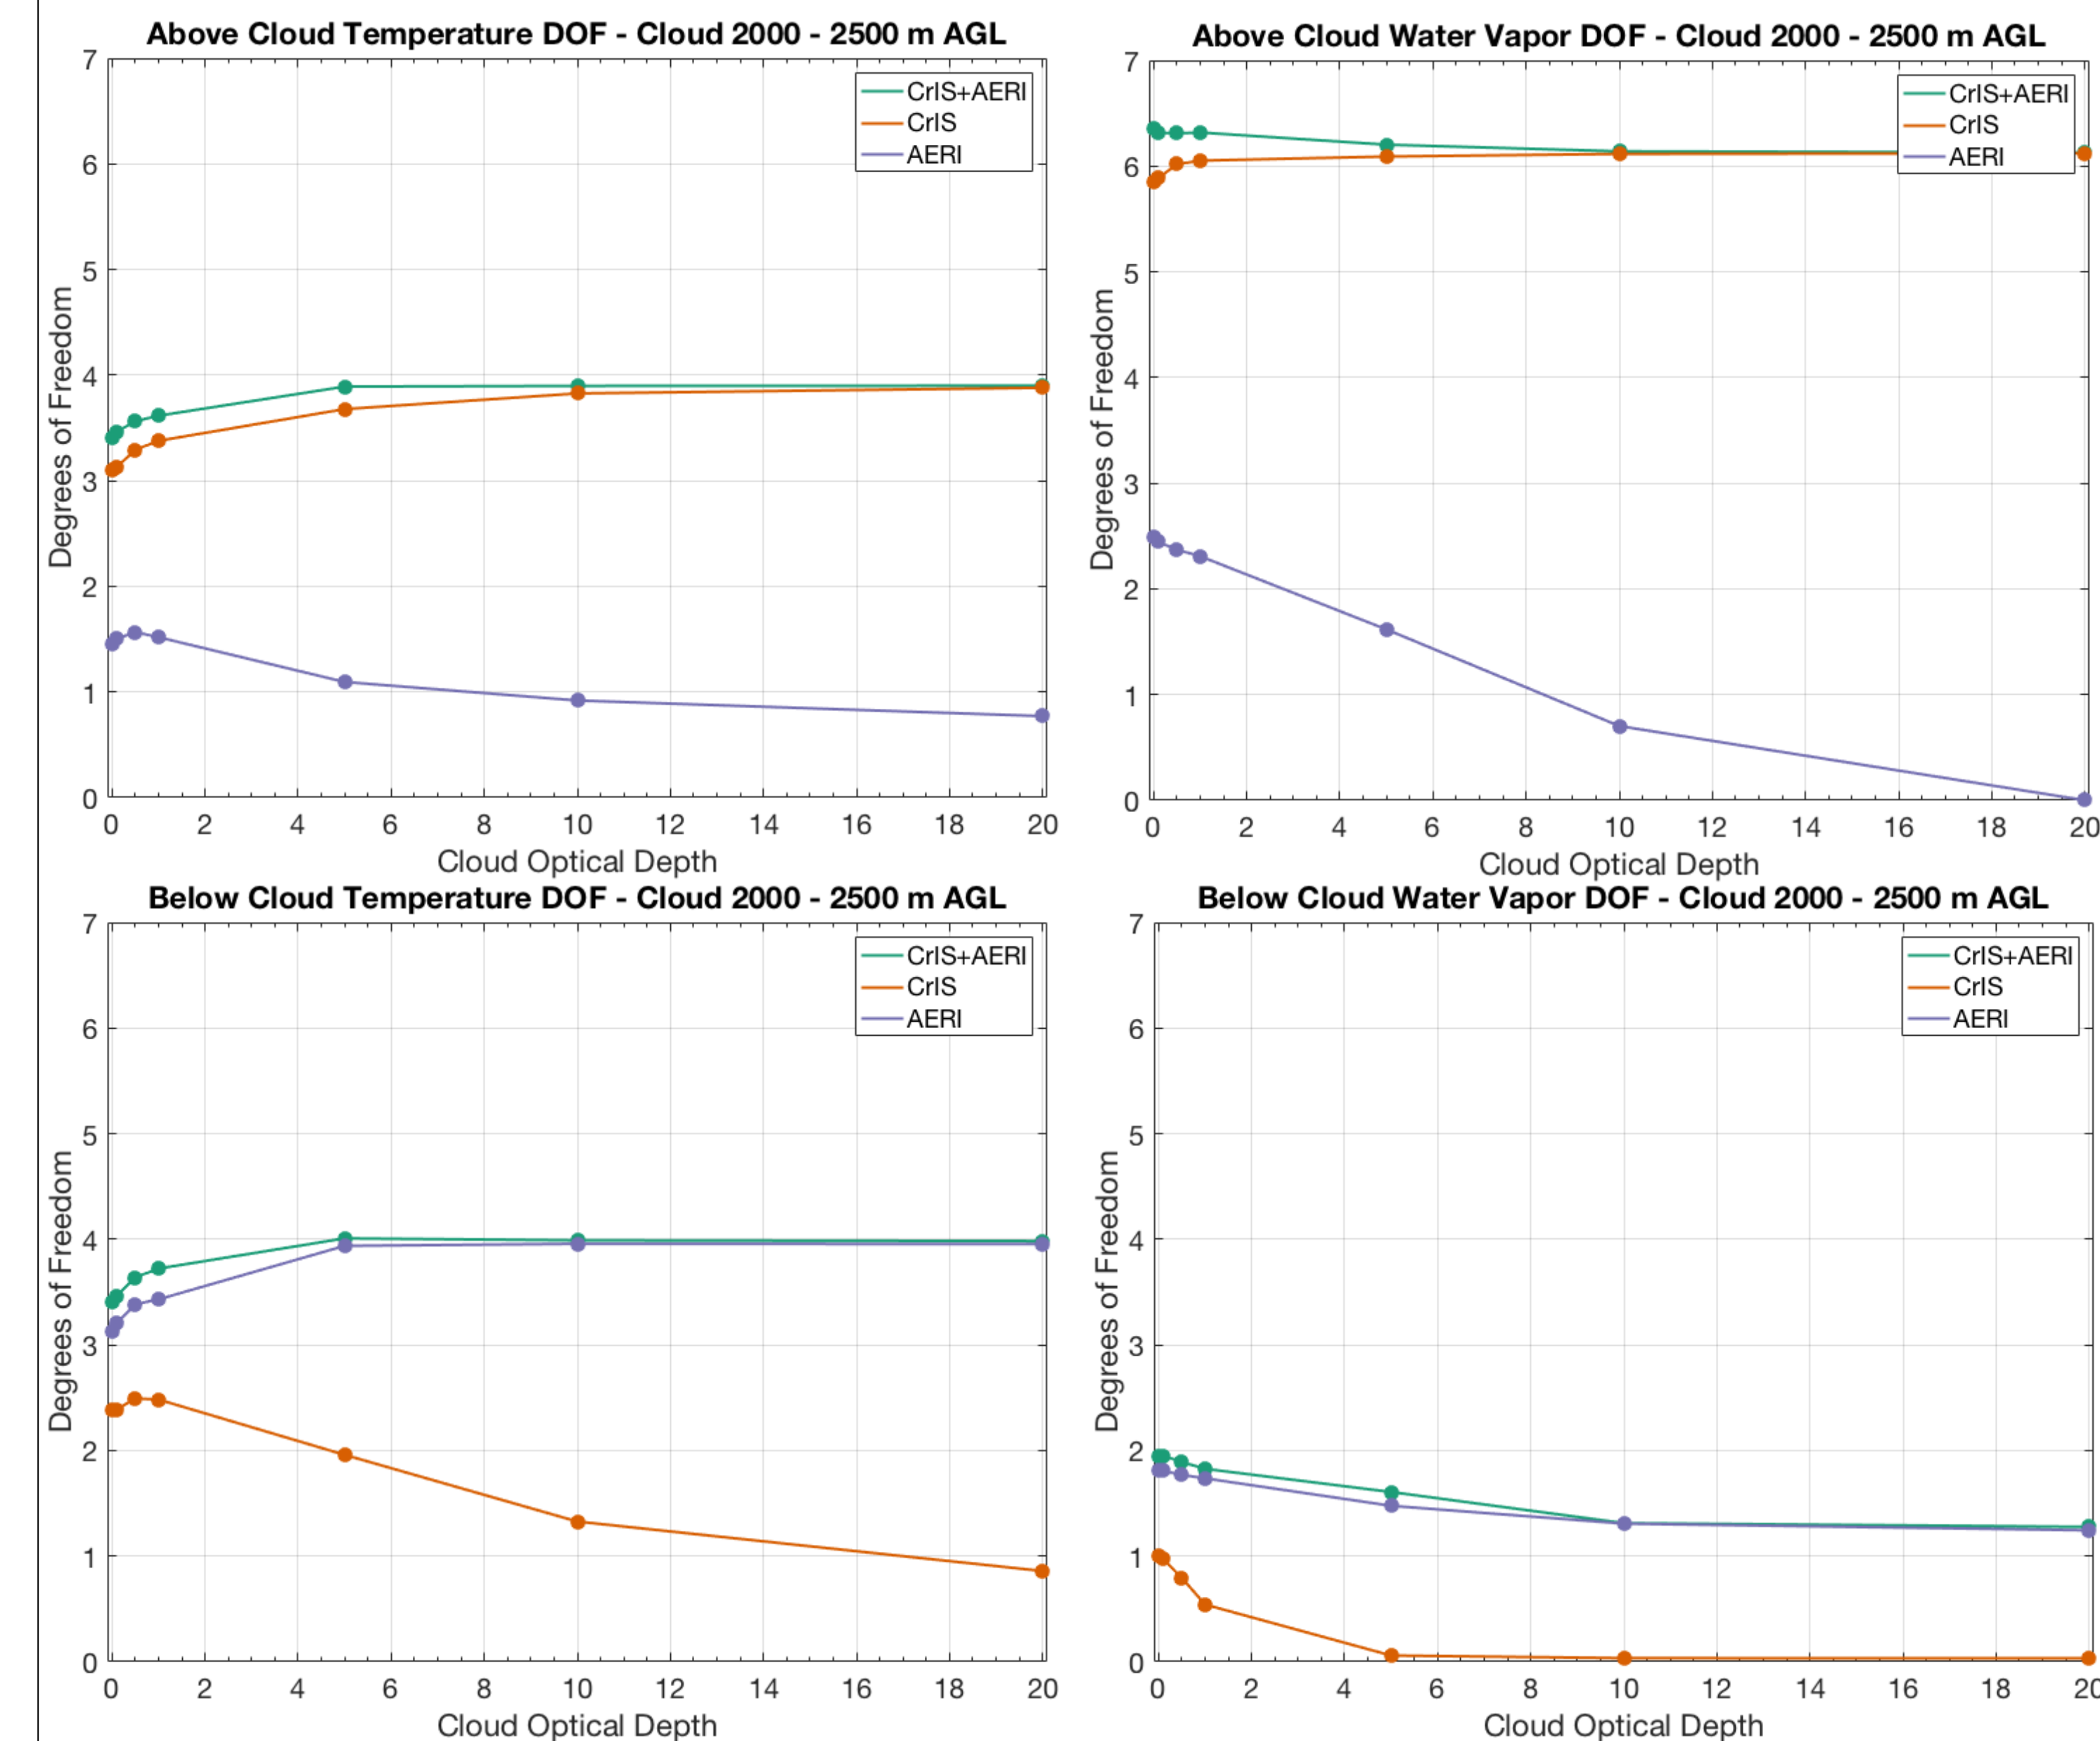 Above Cloud Temperature DOF - Cloud 2000 - 2500 m AGL
7
6
5
4
3
2
1
0
Degrees of Freedom
CrIS+AERI
CrIS
AERI
0 2 4 6 8 10 12 14 16 18 20
Cloud Optical Depth
Above Cloud Water Vapor DOF - Cloud 2000 - 2500 m AGL
7
6
5
4
3
2
1
0
Degrees of Freedom
CrIS+AERI
CrIS
AERI
0 2 4 6 8 10 12 14 16 18 20
Cloud Optical Depth
Below Cloud Temperature DOF - Cloud 2000 - 2500 m AGL
7
6
5
4
3
2
1
0
Degrees of Freedom
CrIS+AERI
CrIS
AERI
0 2 4 6 8 10 12 14 16 18 20
Cloud Optical Depth
Below Cloud Water Vapor DOF - Cloud 2000 - 2500 m AGL
7
6
5
4
3
2
1
0
Degrees of Freedom
CrIS+AERI
CrIS
AERI
0 2 4 6 8 10 12 14 16 18 20
Cloud Optical Depth